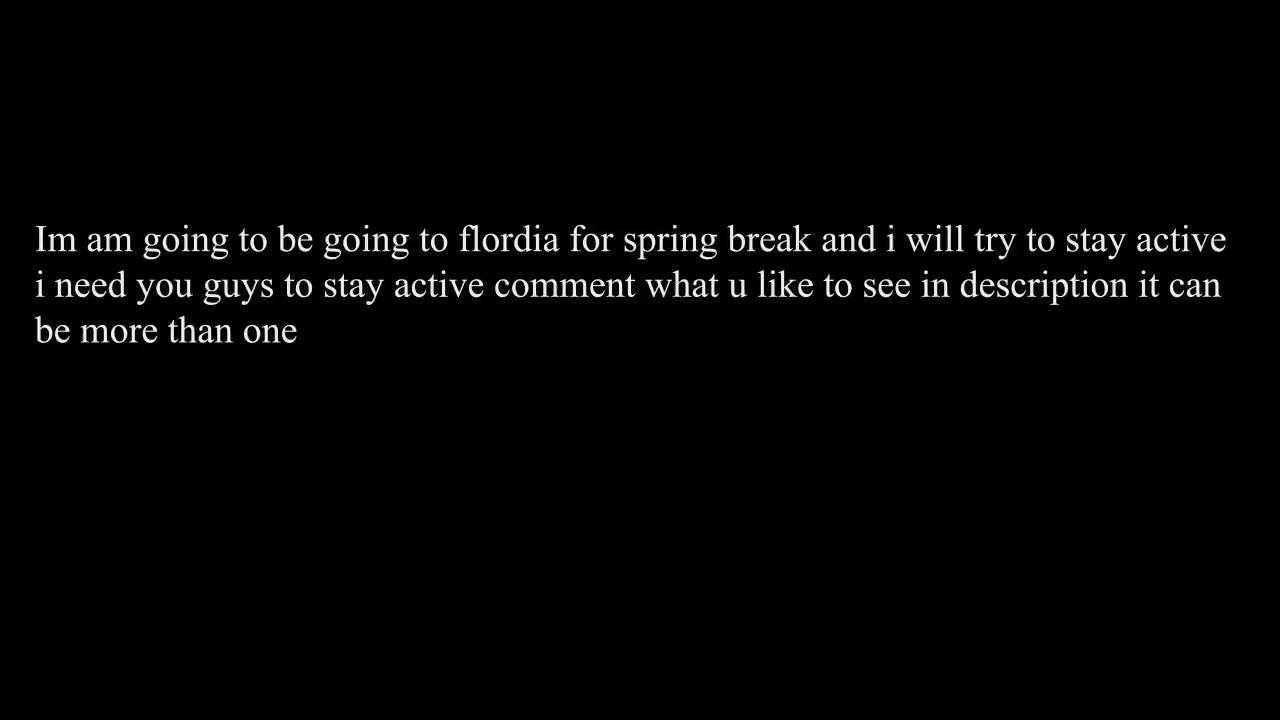 Im am going to be going to flordia for spring break and i will try to stay active
i need you guys to stay active comment what u like to see in description it can
be more than one